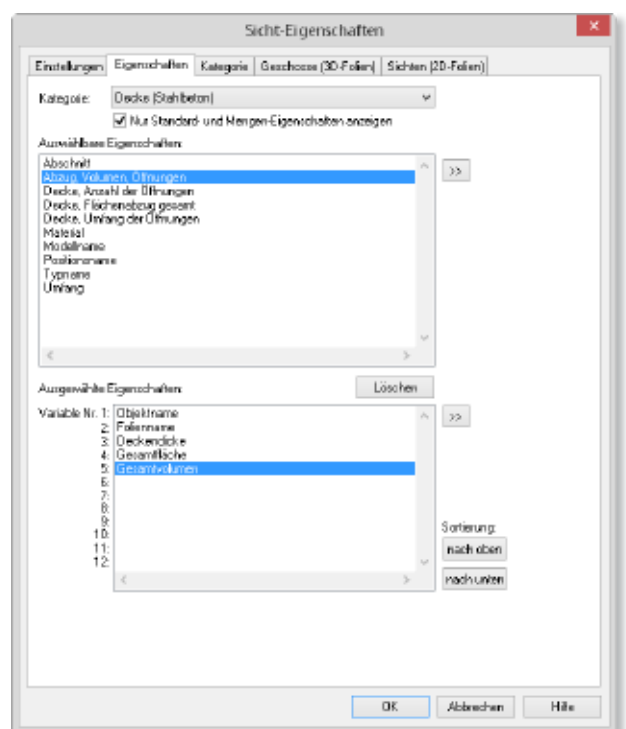 Sicht-Eigenschaften
Einstellungen Eigenschaften Kategorie Geschosse (3D-Folien) Sichten (2D-Folien)
Kategorie: Decke (Stahlbeton)
Nur Standard- und Mengen-Eigenschaften anzeigen
Auswählbare Eigenschaften:
Abschnitt
>>
Abzug, Volumen, Öffnungen
Decke, Anzahl der Öffnungen
Decke, Flächenabzug gesamt
Decke, Umfang der Öffnungen
Material
Modellname
Positionsname
Typname
Umfang
Ausgewählte Eigenschaften: Löschen
Variable Nr. 1: Objektname
>>
2: Folienname
3: Deckendicke
4: Gesamtfläche
5: Gesamtvolumen
6:
7:
8:
9:
10:
11:
12:
Sortierung:
nach oben
nach unten
OK Abbrechen Hilfe